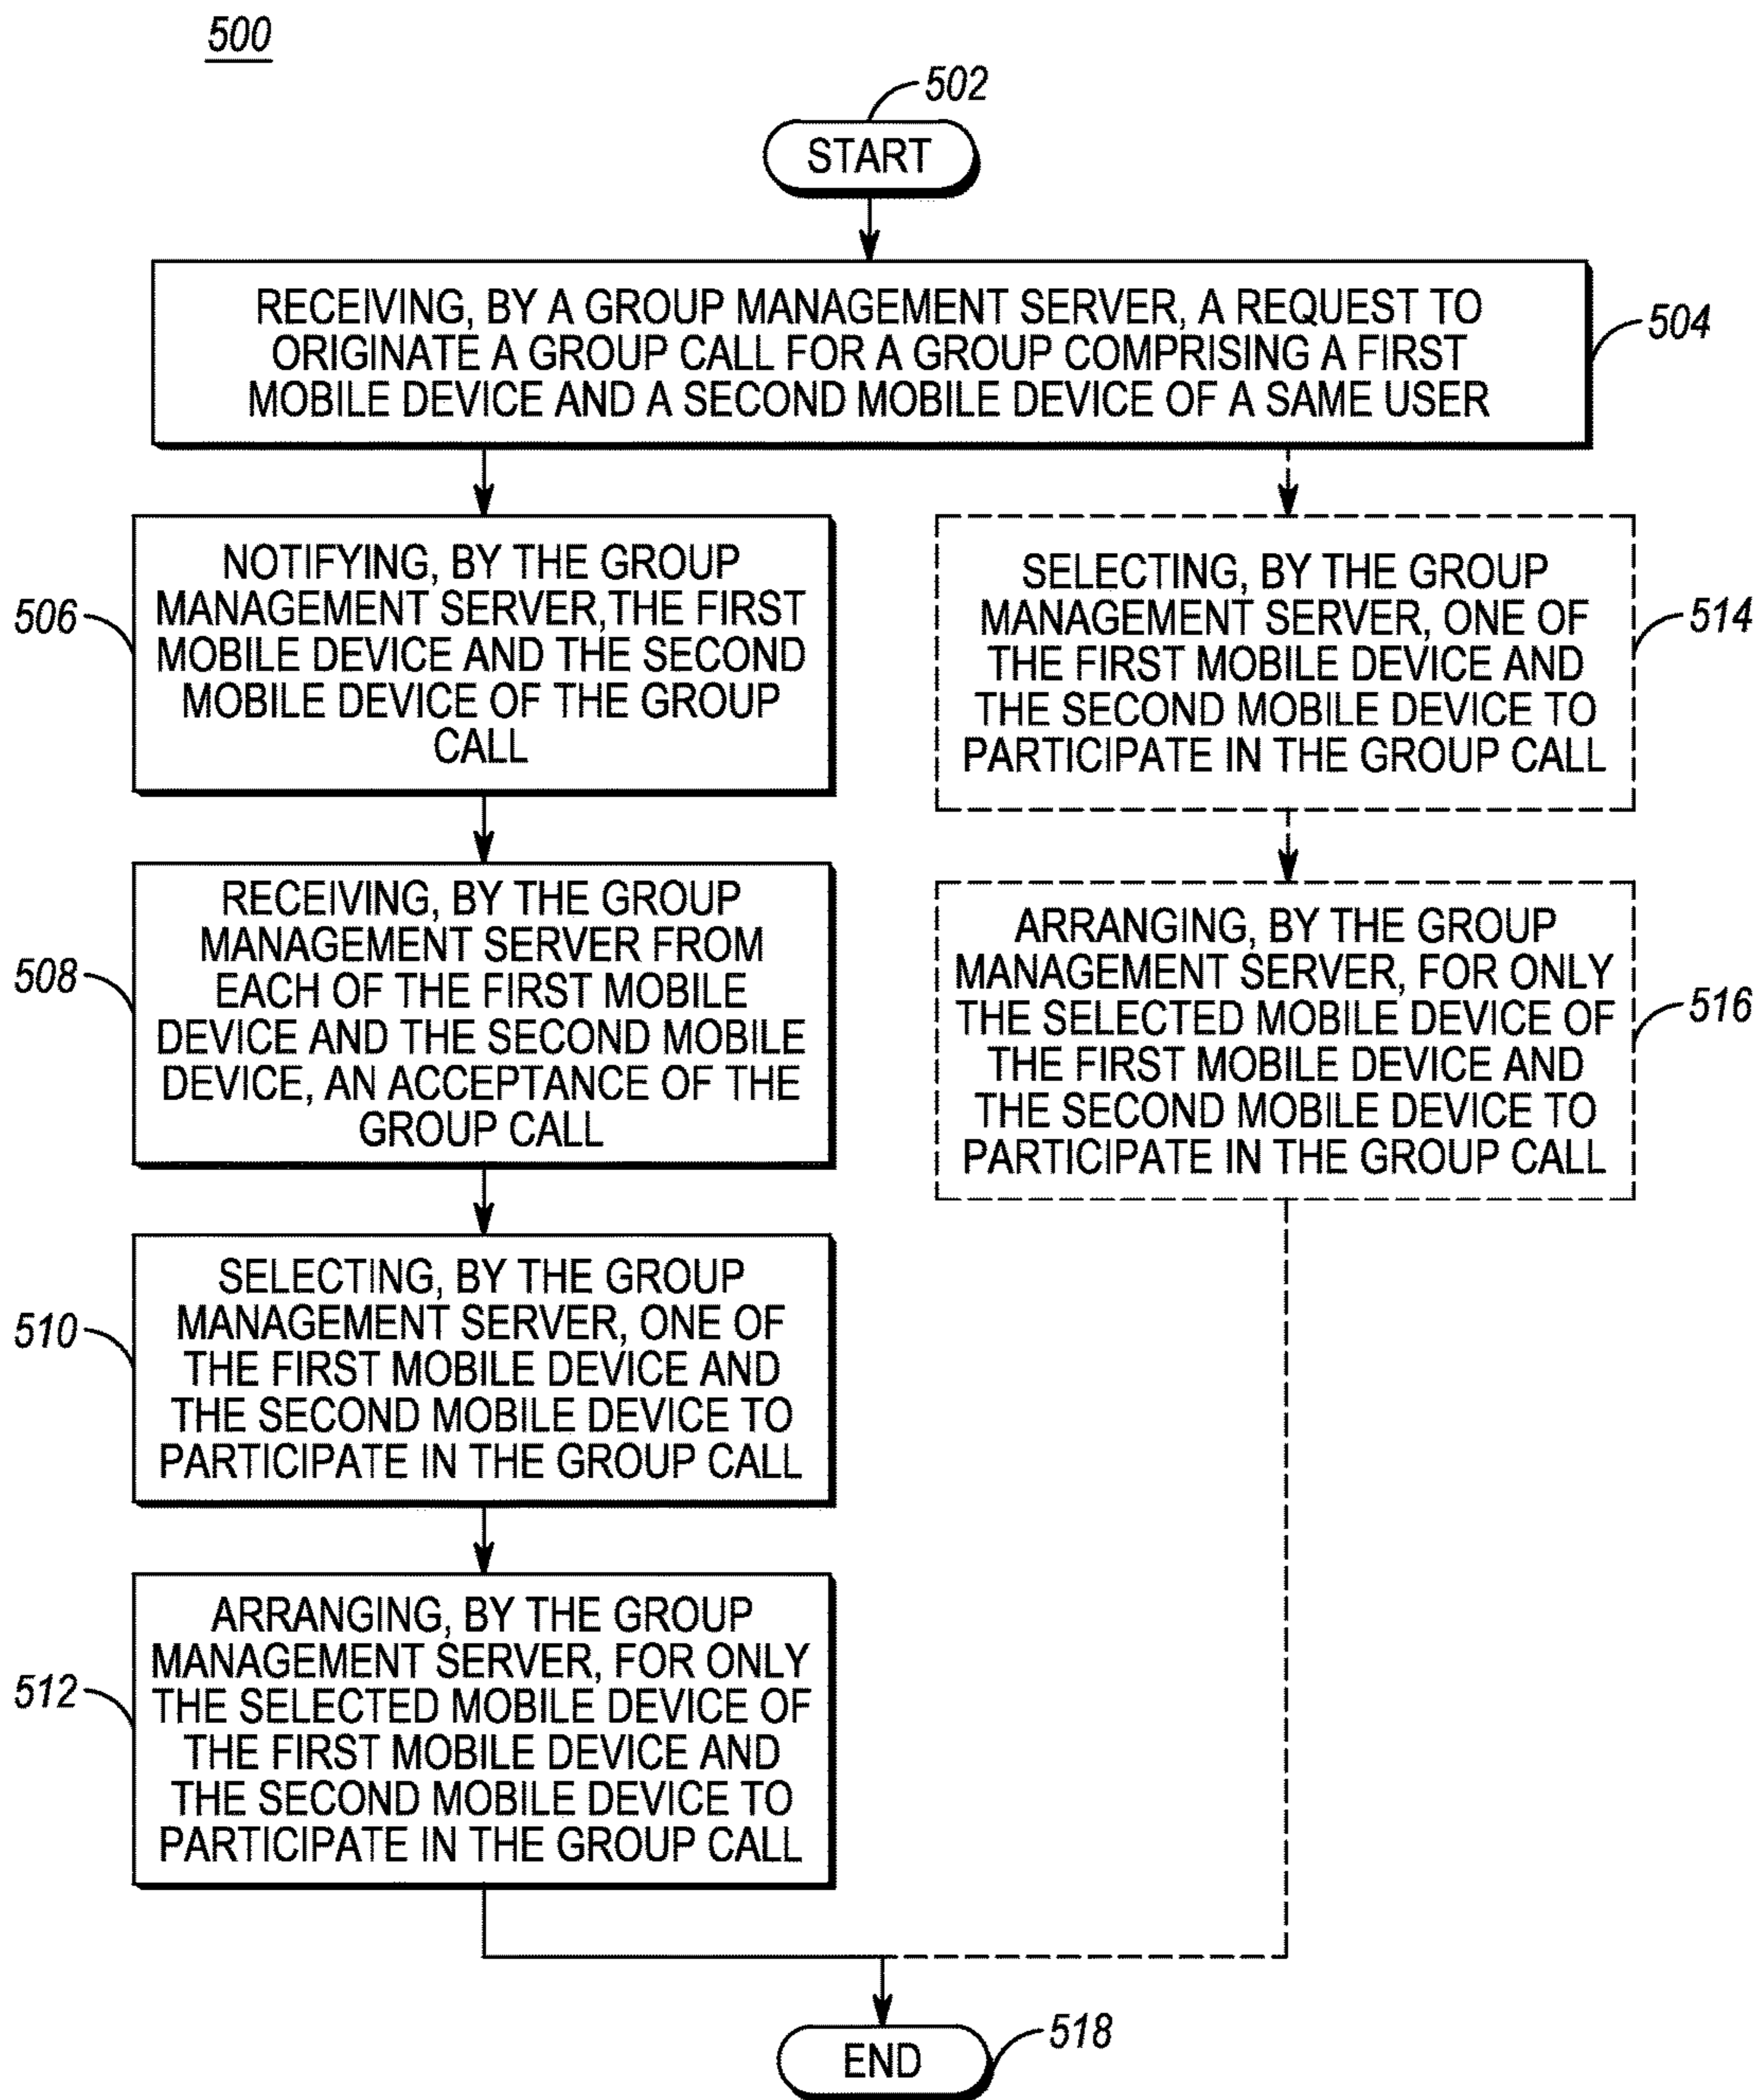 500
502
START
RECEIVING, BY A GROUP MANAGEMENT SERVER, A REQUEST TO
ORIGINATE A GROUP CALL FOR A GROUP COMPRISING A FIRST
MOBILE DEVICE AND A SECOND MOBILE DEVICE OF A SAME USER
504
NOTIFYING, BY THE GROUP
MANAGEMENT SERVER, THE FIRST
MOBILE DEVICE AND THE SECOND
MOBILE DEVICE OF THE GROUP
CALL
506
RECEIVING, BY THE GROUP
MANAGEMENT SERVER FROM
EACH OF THE FIRST MOBILE
DEVICE AND THE SECOND MOBILE
DEVICE, AN ACCEPTANCE OF THE
GROUP CALL
508
SELECTING, BY THE GROUP
MANAGEMENT SERVER, ONE OF
THE FIRST MOBILE DEVICE AND
THE SECOND MOBILE DEVICE TO
PARTICIPATE IN THE GROUP CALL
510
ARRANGING, BY THE GROUP
MANAGEMENT SERVER, FOR ONLY
THE SELECTED MOBILE DEVICE OF
THE FIRST MOBILE DEVICE AND
THE SECOND MOBILE DEVICE TO
PARTICIPATE IN THE GROUP CALL
512
SELECTING, BY THE GROUP
MANAGEMENT SERVER, ONE OF
THE FIRST MOBILE DEVICE AND
THE SECOND MOBILE DEVICE TO
PARTICIPATE IN THE GROUP CALL
514
ARRANGING, BY THE GROUP
MANAGEMENT SERVER, FOR ONLY
THE SELECTED MOBILE DEVICE OF
THE FIRST MOBILE DEVICE AND
THE SECOND MOBILE DEVICE TO
PARTICIPATE IN THE GROUP CALL
516
END
518